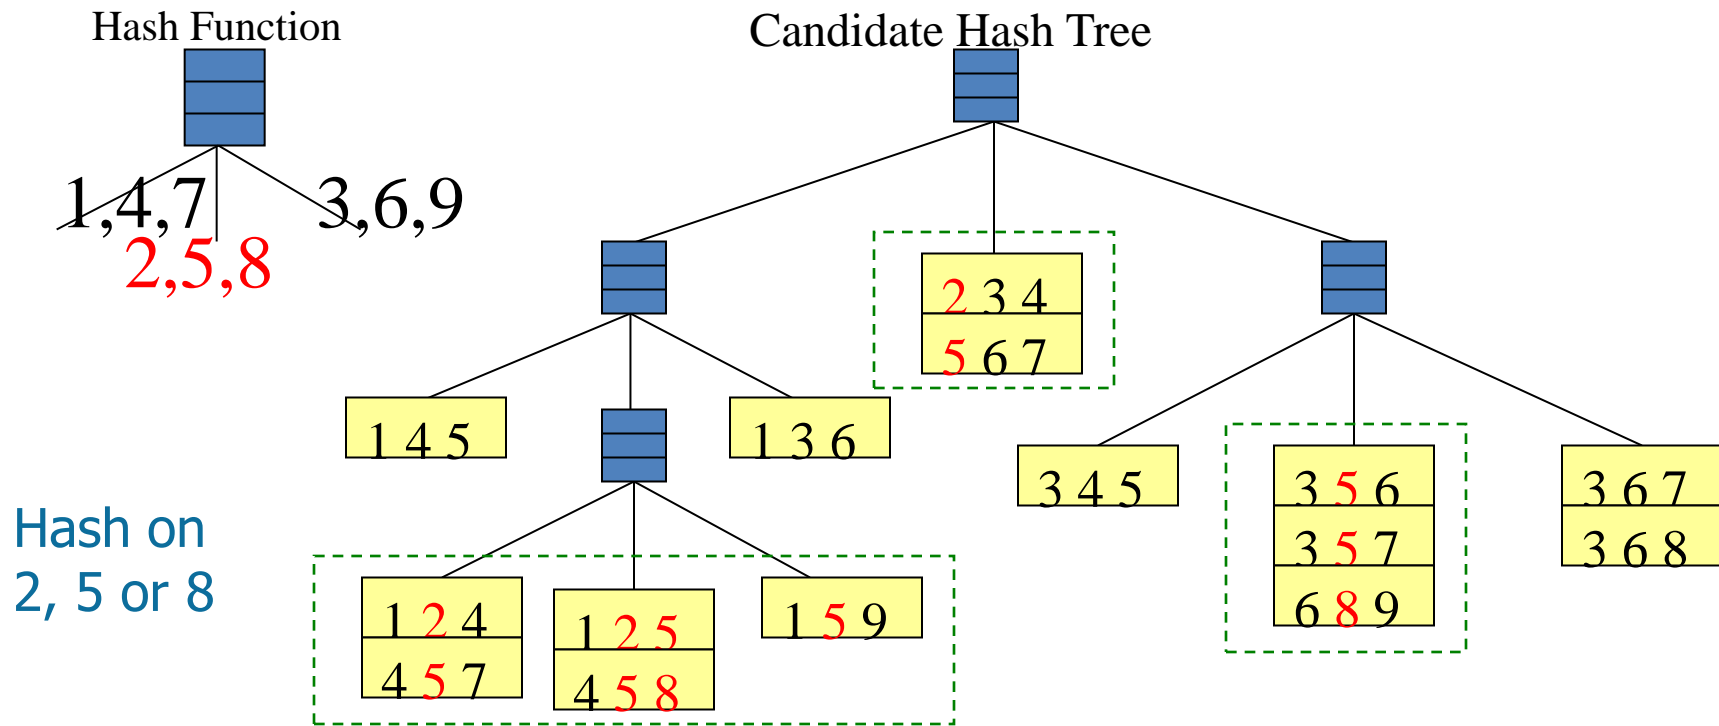 Hash Function
Candidate Hash Tree
1,4,7
3,6,9
2,5,8
2 3 4
5 6 7
1 4 5
1 3 6
3 4 5
3 5 6
3 5 7
6 8 9
3 6 7
3 6 8
Hash on
2, 5 or 8
1 2 4
4 5 7
1 2 5
4 5 8
1 5 9